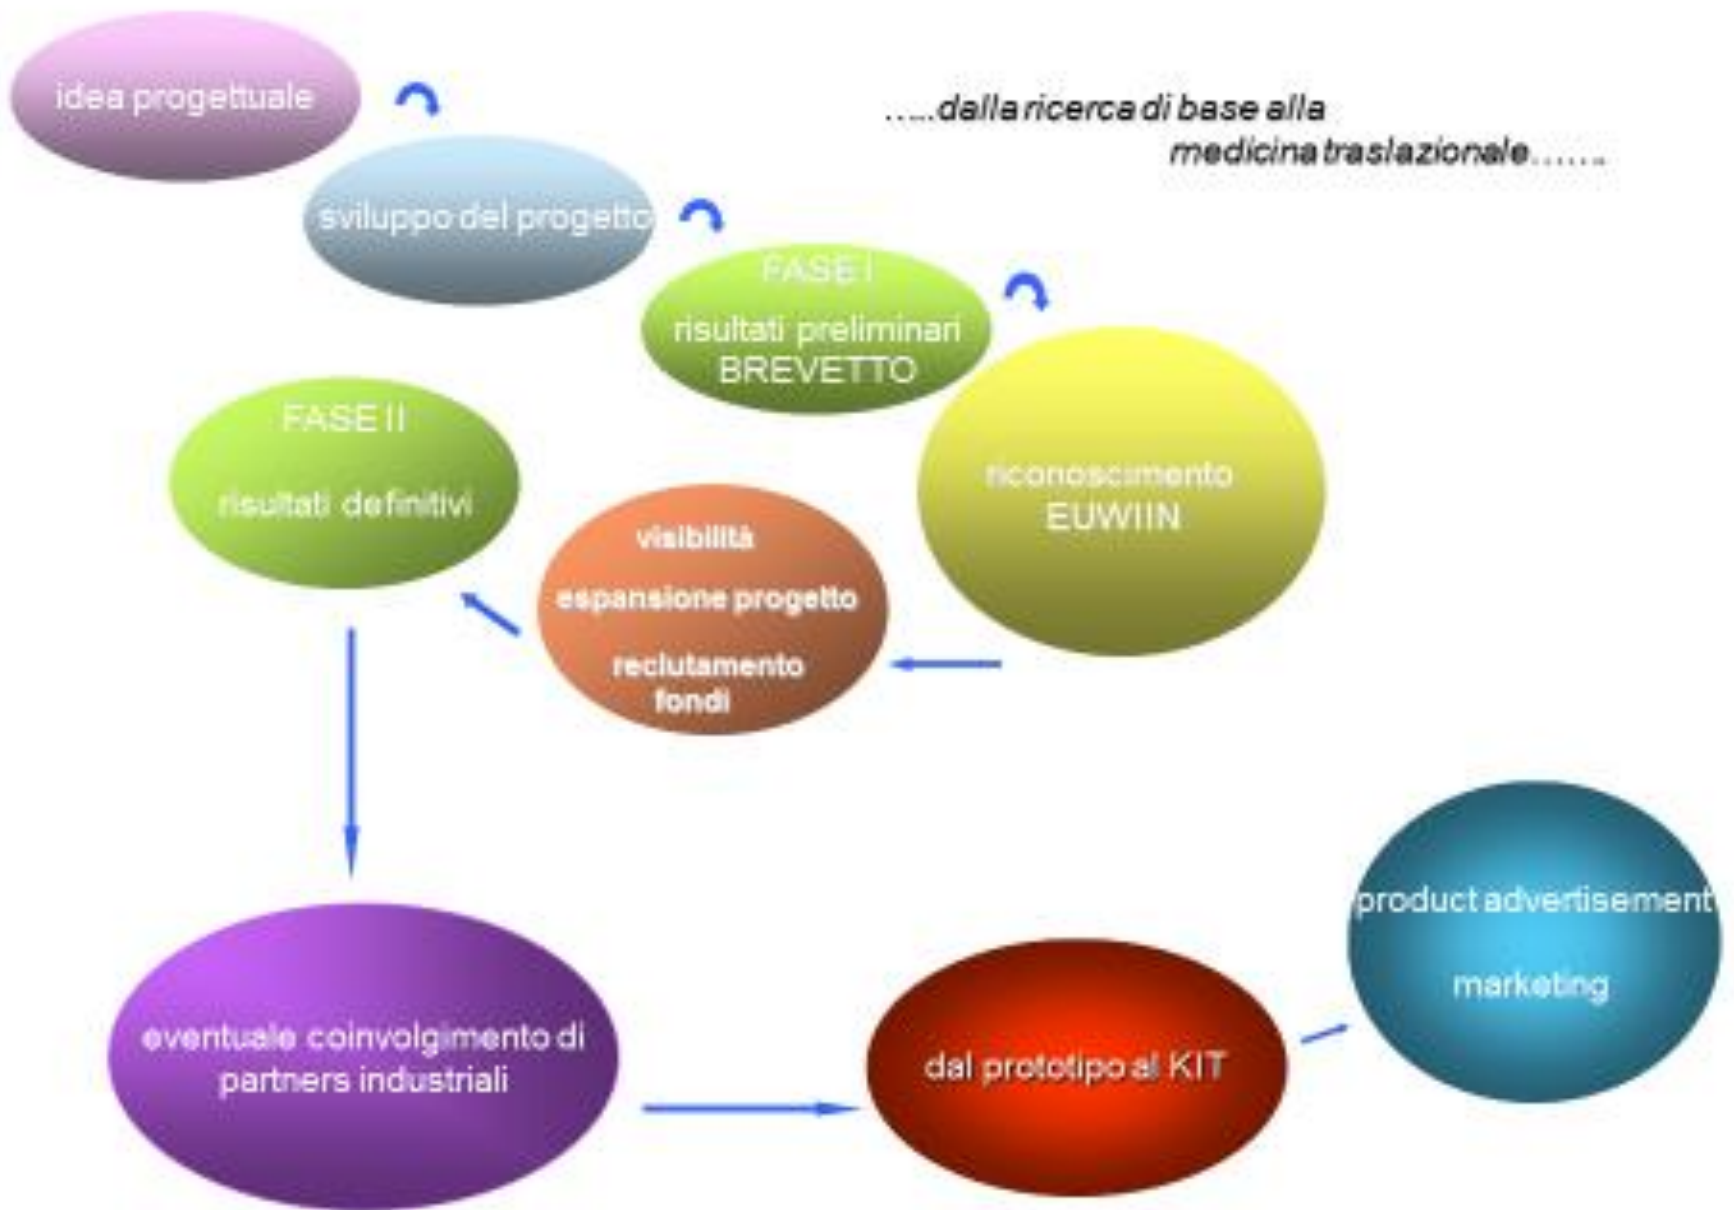 idea progettuale
.....dalla ricerca di base alla
medicina traslazionale.......
sviluppo del progetto
FASE I
risultati preliminari
BREVETTO
riconoscimento
EUWIIN
visibilità
espansione progetto
reclutamento
fondi
FASE II
risultati definitivi
eventuale coinvolgimento di
partners industriali
dal prototipo al KIT
product advertisement
marketing